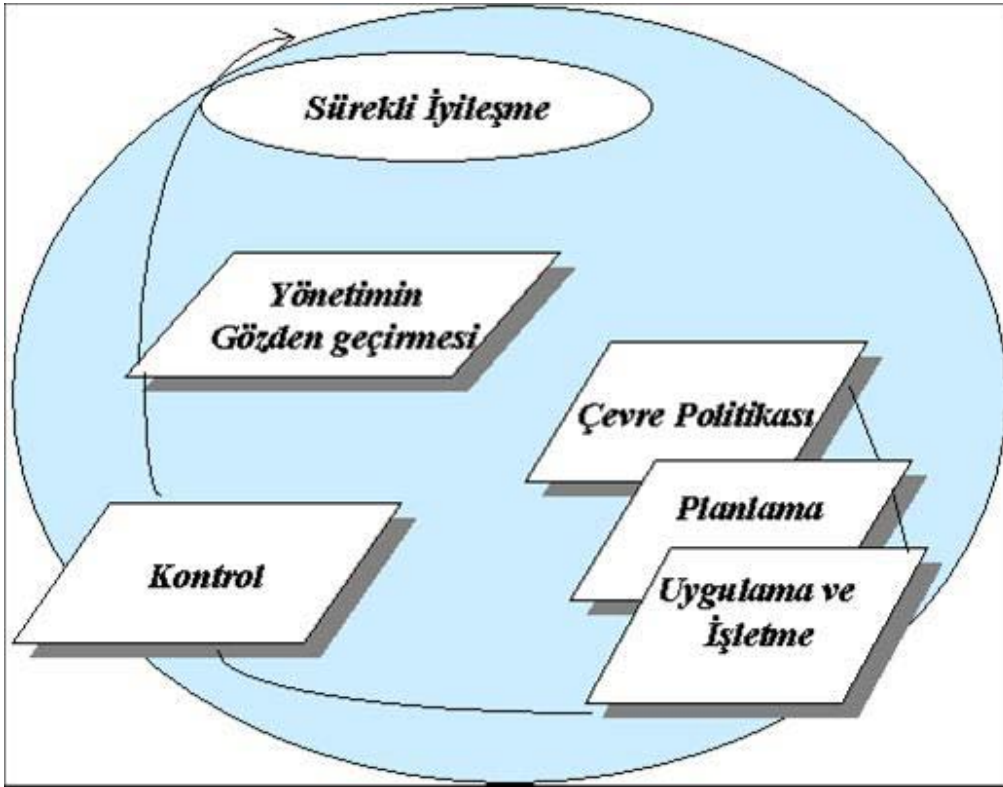 Sürekli İyileşme
Yönetimin
Gözden geçirmesi
Çevre Politikası
Planlama
Uygulama ve
İşletme
Kontrol